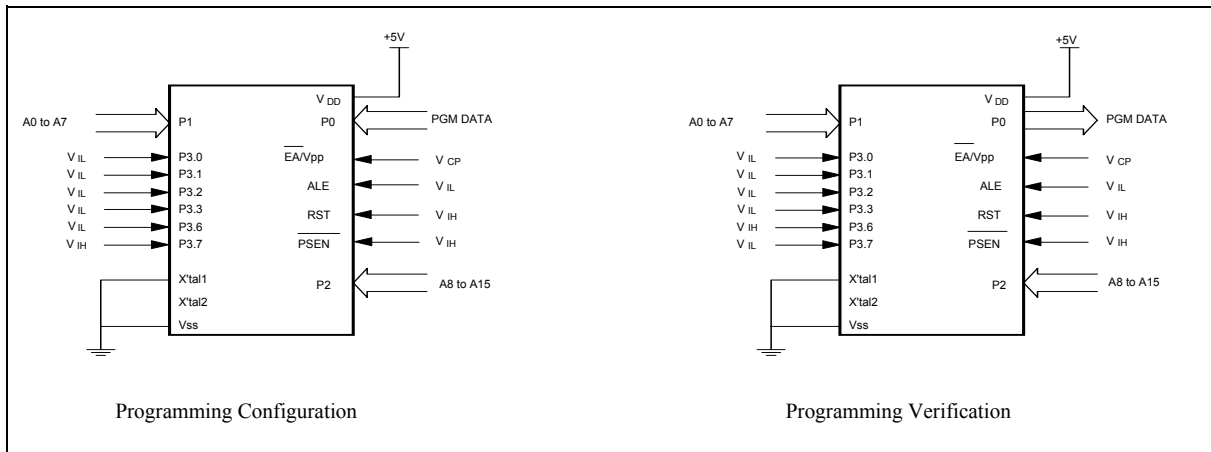 +5V
V DD
A0 to A7
P1
P0
PGM DATA
V IL
P3.0
EA/Vpp
V CP
V IL
P3.1
V IL
P3.2
ALE
V IL
V IL
P3.3
RST
V IH
V IL
P3.6
V IH
P3.7
PSEN
V IH
X'tal1
P2
A8 to A15
X'tal2
Vss
Programming Configuration
+5V
V DD
A0 to A7
P1
P0
PGM DATA
V IL
P3.0
EA/Vpp
V CP
V IL
P3.1
V IL
P3.2
ALE
V IL
V IL
P3.3
RST
V IH
V IH
P3.6
V IL
P3.7
PSEN
V IH
X'tal1
P2
A8 to A15
X'tal2
Vss
Programming Verification